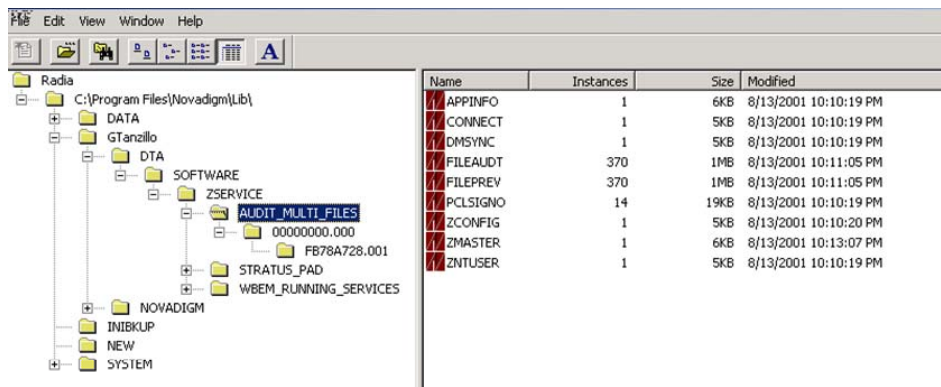 File Edit View Window Help
A
Radia
C:\Program Files\Novadigm\Lib\
DATA
GTanzillo
DTA
SOFTWARE
ZSERVICE
AUDIT_MULTI_FILES
00000000.000
FB78A728.001
STRATUS_PAD
WBEM_RUNNING_SERVICES
NOVADIGM
INIBKUP
NEW
SYSTEM
Name Instances Size Modified
APPINFO 1 6KB 8/13/2001 10:10:19 PM
CONNECT 1 5KB 8/13/2001 10:10:19 PM
DMSYNC 1 5KB 8/13/2001 10:10:19 PM
FILEAUDT 370 1MB 8/13/2001 10:11:05 PM
FILEPREV 370 1MB 8/13/2001 10:11:05 PM
PCLSIGNO 14 19KB 8/13/2001 10:10:19 PM
ZCONFIG 1 5KB 8/13/2001 10:10:20 PM
ZMASTER 1 6KB 8/13/2001 10:13:07 PM
ZNTUSER 1 5KB 8/13/2001 10:10:19 PM